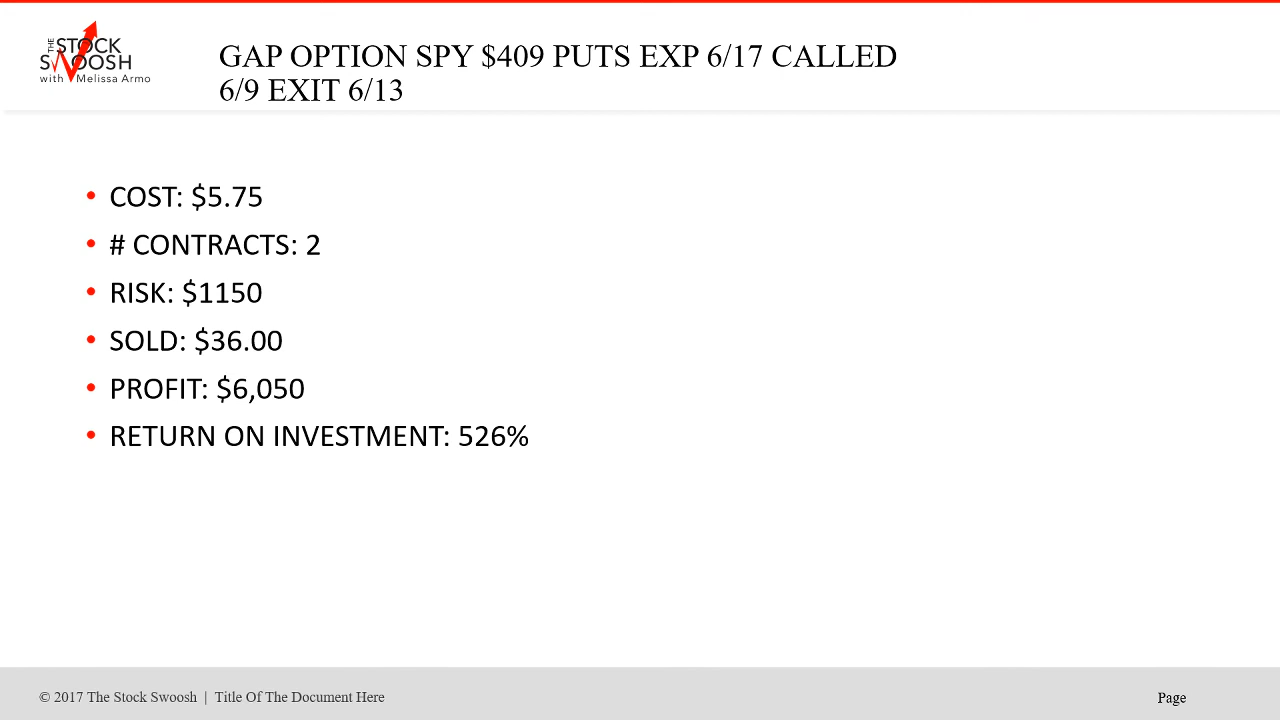 THE STOCK
SWOOSH
with Melissa Armo
GAP OPTION SPY $409 PUTS EXP 6/17 CALLED
6/9 EXIT 6/13
• COST: $5.75
• # CONTRACTS: 2
• RISK: $1150
• SOLD: $36.00
• PROFIT: $6,050
• RETURN ON INVESTMENT: 526%
© 2017 The Stock Swoosh | Title Of The Document Here
Page